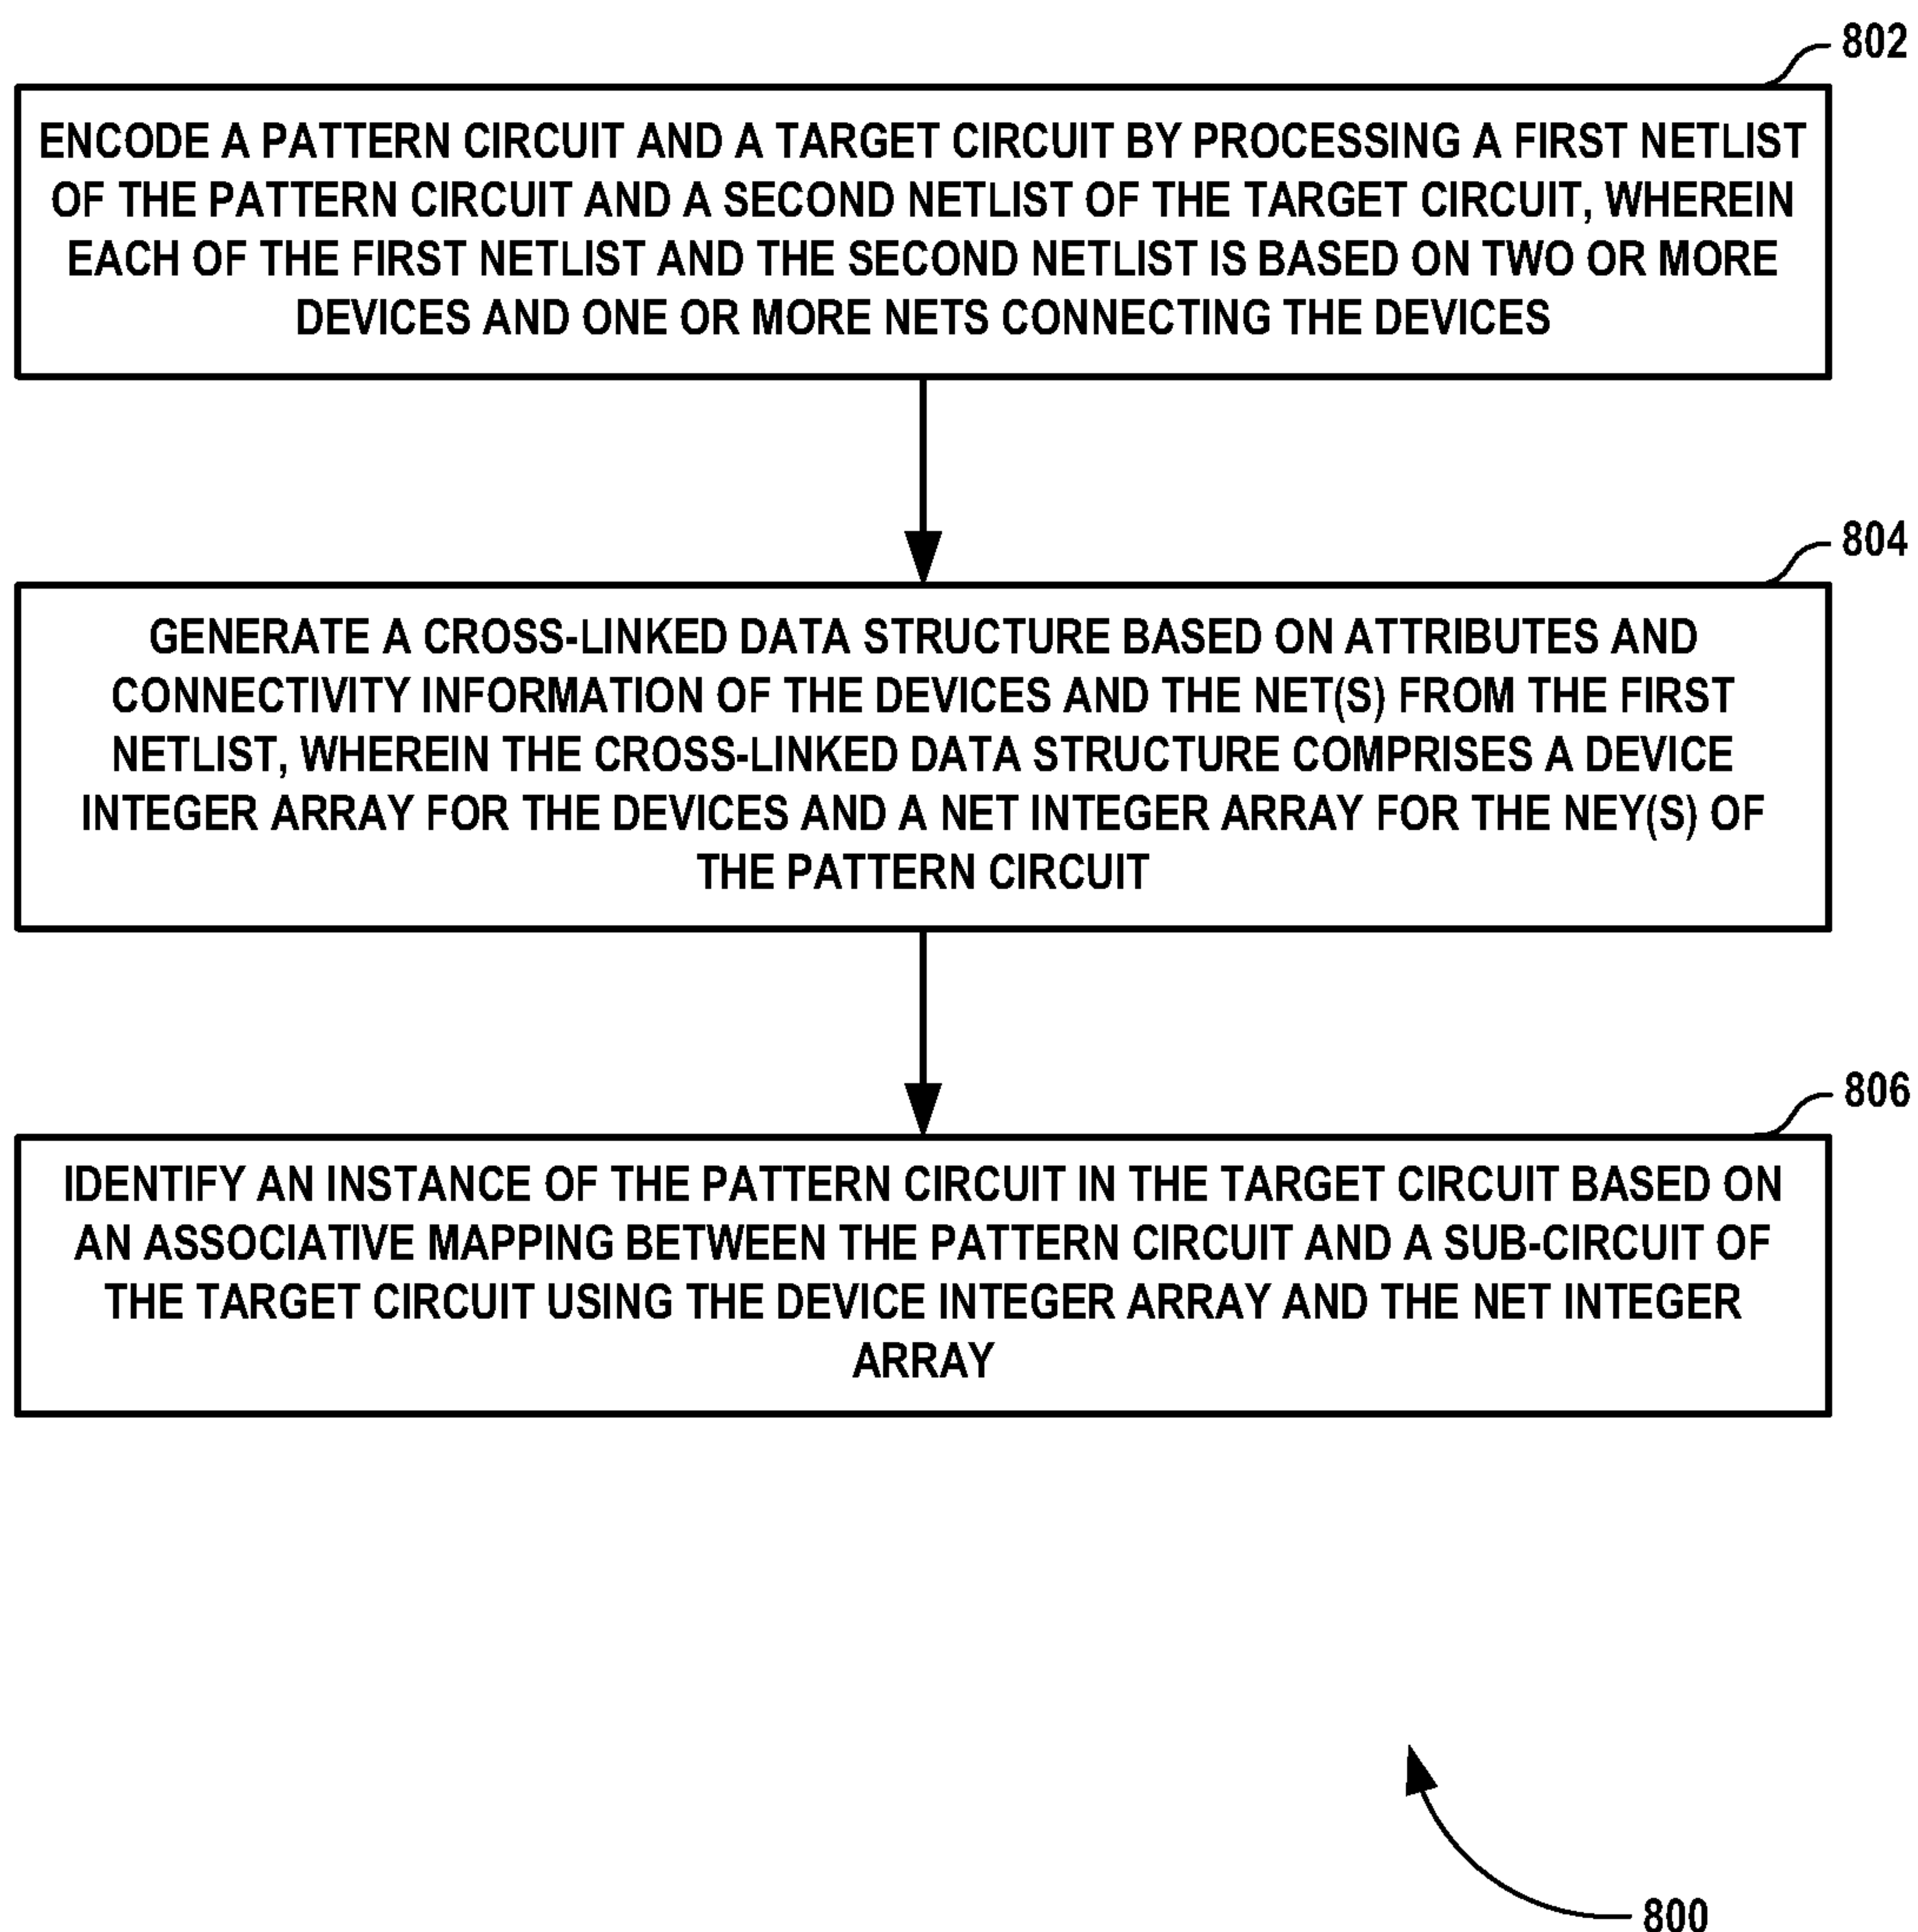 802
ENCODE A PATTERN CIRCUIT AND A TARGET CIRCUIT BY PROCESSING A FIRST NETLIST
OF THE PATTERN CIRCUIT AND A SECOND NETLIST OF THE TARGET CIRCUIT, WHEREIN
EACH OF THE FIRST NETLIST AND THE SECOND NETLIST IS BASED ON TWO OR MORE
DEVICES AND ONE OR MORE NETS CONNECTING THE DEVICES
804
GENERATE A CROSS-LINKED DATA STRUCTURE BASED ON ATTRIBUTES AND
CONNECTIVITY INFORMATION OF THE DEVICES AND THE NET(S) FROM THE FIRST
NETLIST, WHEREIN THE CROSS-LINKED DATA STRUCTURE COMPRISES A DEVICE
INTEGER ARRAY FOR THE DEVICES AND A NET INTEGER ARRAY FOR THE NEY(S) OF
THE PATTERN CIRCUIT
806
IDENTIFY AN INSTANCE OF THE PATTERN CIRCUIT IN THE TARGET CIRCUIT BASED ON
AN ASSOCIATIVE MAPPING BETWEEN THE PATTERN CIRCUIT AND A SUB-CIRCUIT OF
THE TARGET CIRCUIT USING THE DEVICE INTEGER ARRAY AND THE NET INTEGER
ARRAY
800